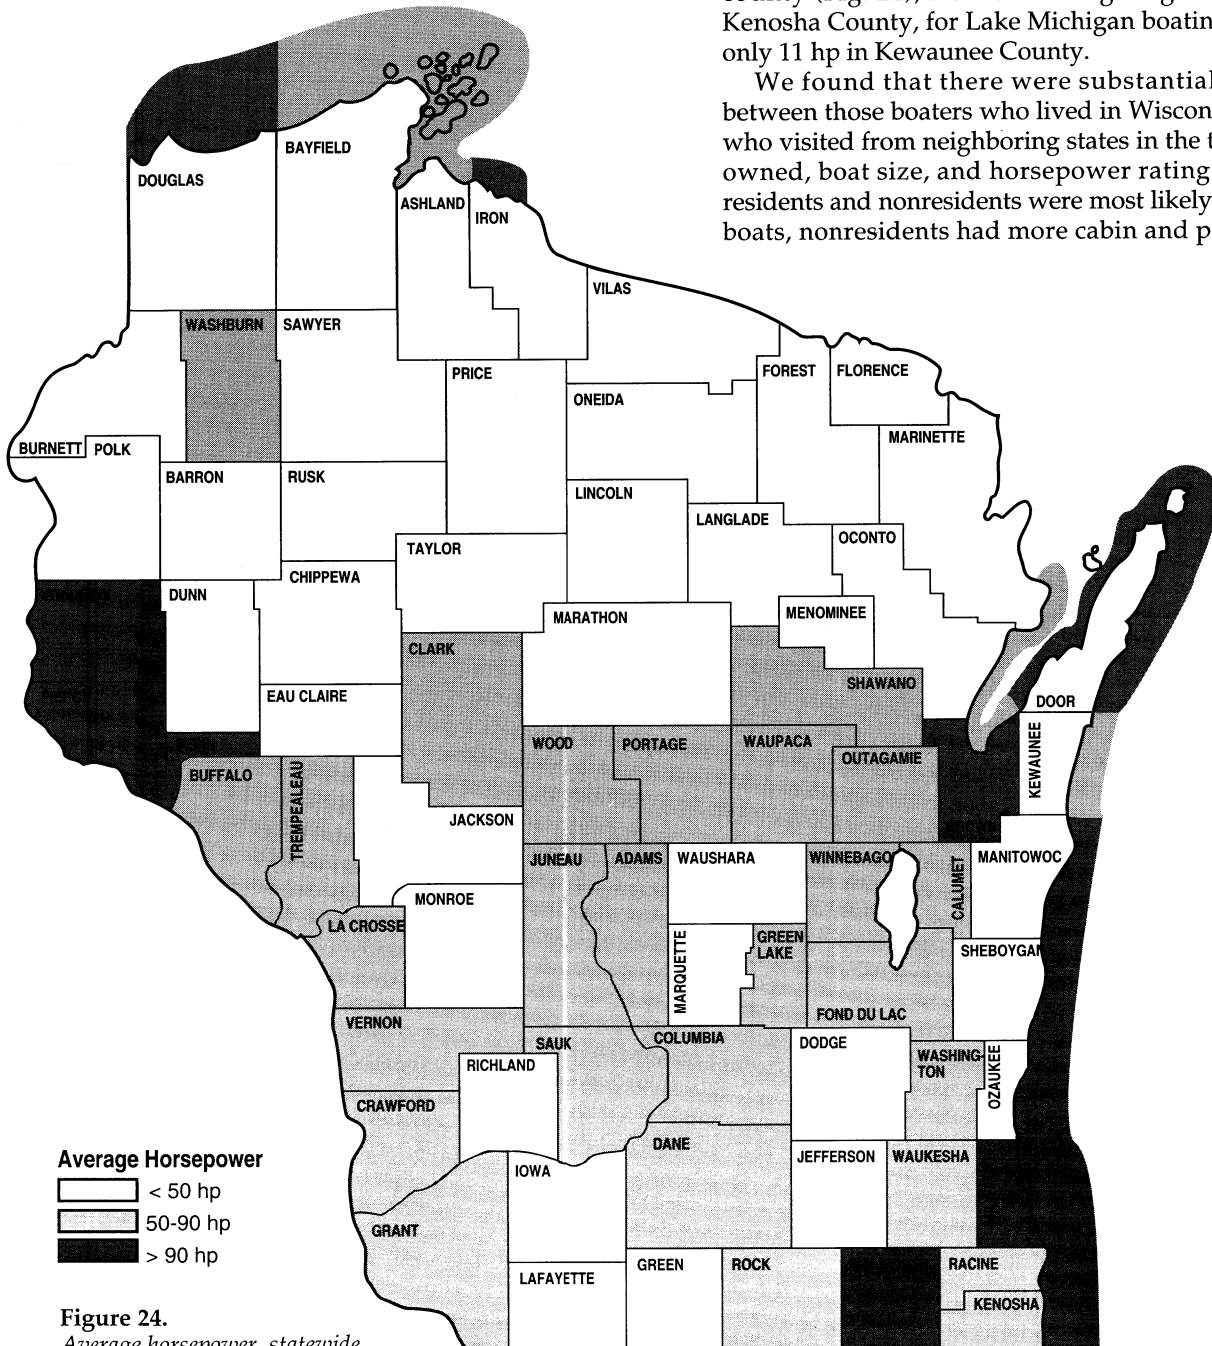 Kenosha County, for Lake Michigan boatin
only 11 hp in Kewaunee County.
We found that there were substantial
between those boaters who lived in Wiscon
who visited from neighboring states in the t
owned, boat size, and horsepower rating
residents and nonresidents were most likely
boats, nonresidents had more cabin and p
BAYFIELD
DOUGLAS
ASHLAND
IRON
VILAS
WASHBURN
SAWYER
PRICE
FOREST
FLORENCE
ONEIDA
MARINETTE
BURNETT
POLK
BARRON
RUSK
LINCOLN
LANGLADE
OCONTO
TAYLOR
CHIPPEWA
DUNN
MENOMINEE
MARATHON
CLARK
SHAWANO
PIERCE
EAU CLAIRE
DOOR
WOOD
PORTAGE
WAUPACA
OUTAGAMIE
KEWAUNEE
BUFFALO
TREMPEALEAU
JACKSON
JUNEAU
ADAMS
WAUSHARA
WINNEBAGO
CALUMET
MANITOWOC
MONROE
LA CROSSE
MARQUETTE
GREEN
LAKE
SHEBOYGAN
VERNON
FOND DU LAC
SAUK
COLUMBIA
DODGE
WASHING-
TON
OZAUKEE
RICHLAND
CRAWFORD
DANE
JEFFERSON
WAUKESHA
IOWA
GRANT
LAFAYETTE
GREEN
ROCK
RACINE
KENOSHA
Average Horsepower
< 50 hp
50-90 hp
> 90 hp
Figure 24.
Average horsepower, statewide